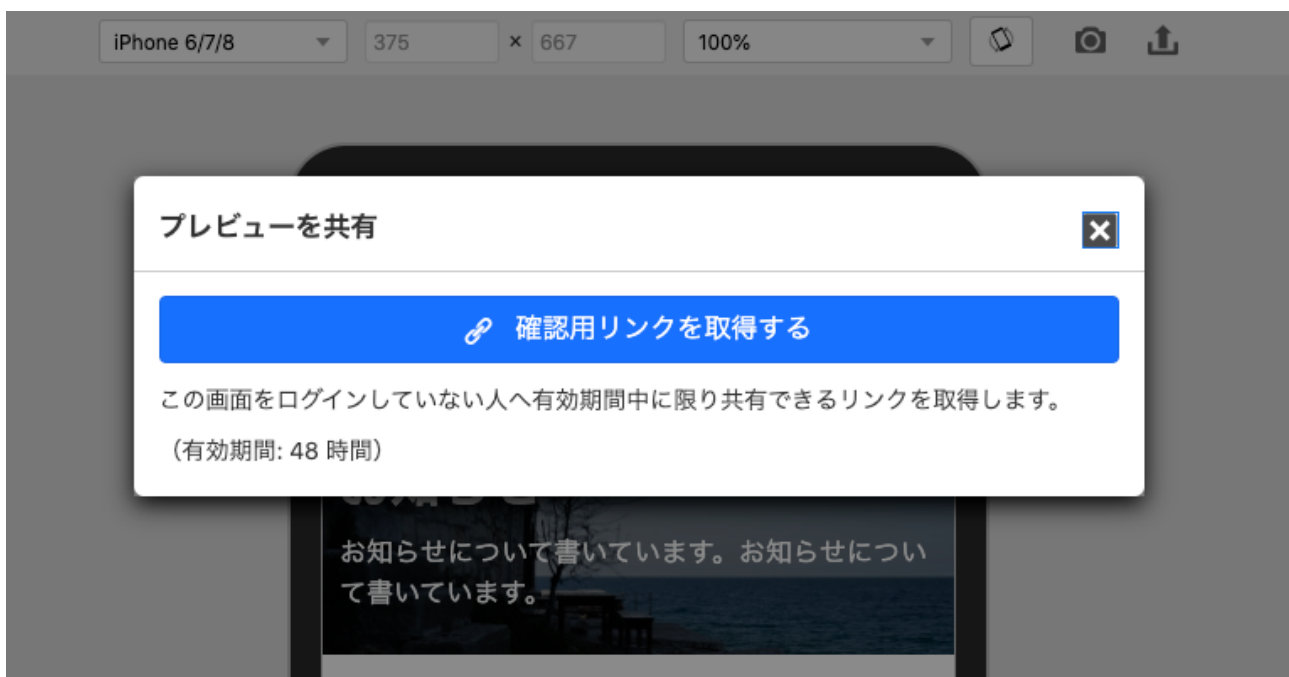 iPhone 6/7/8 375 × 667 100%
プレビューを共有
確認用リンクを取得する
この画面をログインしていない人へ有効期間中に限り共有できるリンクを取得します。
（有効期間: 48 時間）
お知らせ
お知らせについて書いています。お知らせについ
て書いています。